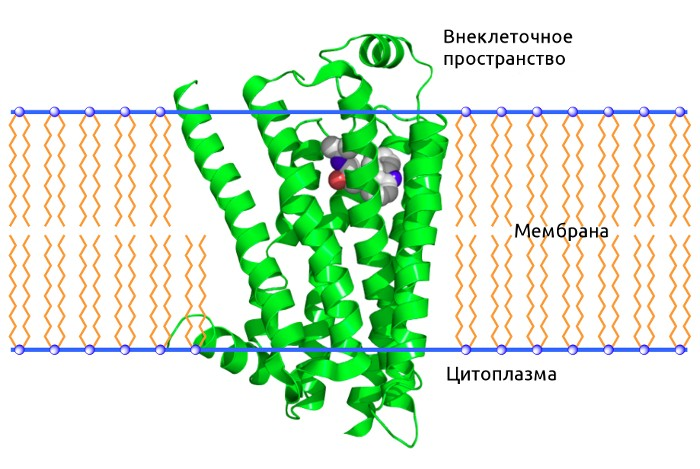 Внеклеточное
пространство
Мембрана
Цитоплазма